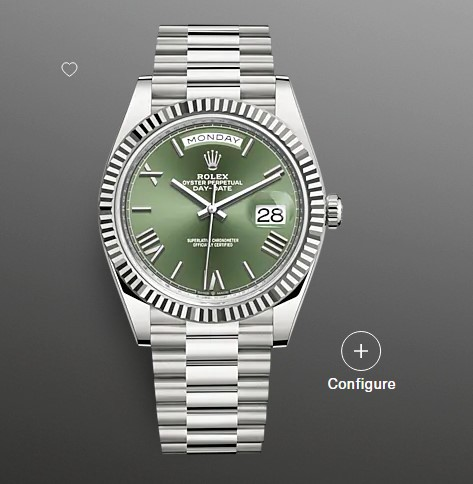 MONDAY
ROLEX
OYSTER PERPETUAL
DAY-DATE
28
SUPERLATIVE CHRONOMETER
OFFICIALLY CERTIFIED
Configure